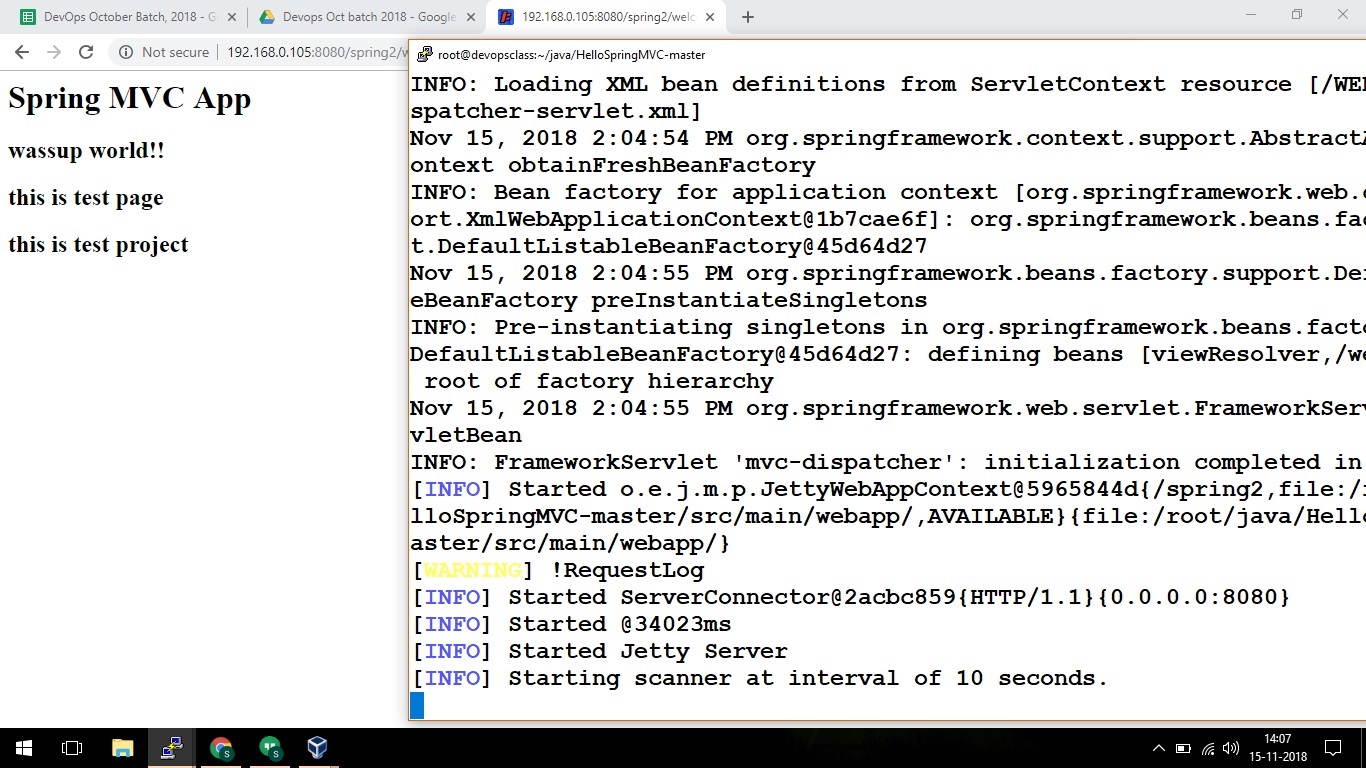 DevOps October Batch, 2018 - G
Devops Oct batch 2018 - Google
192.168.0.105:8080/spring2/welc
Not secure
192.168.0.105:8080/spring2/w
root@devopsclass:~/java/HelloSpringMVC-master
Spring MVC App
wassup world!!
this is test page
this is test project
INFO: Loading XML bean definitions from ServletContext resource [/WEB
spatcher-servlet.xml]
Nov 15, 2018 2:04:54 PM org.springframework.context.support.AbstractA
ontext obtainFreshBeanFactory
INFO: Bean factory for application context [org.springframework.web.c
ort.XmlWebApplicationContext@1b7cae6f]: org.springframework.beans.fac
t.DefaultListableBeanFactory@45d64d27
Nov 15, 2018 2:04:55 PM org.springframework.beans.factory.support.Def
eBeanFactory preInstantiateSingletons
INFO: Pre-instantiating singletons in org.springframework.beans.facto
DefaultListableBeanFactory@45d64d27: defining beans [viewResolver,/we
root of factory hierarchy
Nov 15, 2018 2:04:55 PM org.springframework.web.servlet.FrameworkServ
vletBean
INFO: FrameworkServlet 'mvc-dispatcher': initialization completed in
[INFO] Started o.e.j.m.p.JettyWebAppContext@5965844d{/spring2,file:/r
lloSpringMVC-master/src/main/webapp/,AVAILABLE}{file:/root/java/Hello
aster/src/main/webapp/}
[WARNING] !RequestLog
[INFO] Started ServerConnector@2acbc859{HTTP/1.1}{0.0.0.0:8080}
[INFO] Started @34023ms
[INFO] Started Jetty Server
[INFO] Starting scanner at interval of 10 seconds.
14:07
15-11-2018